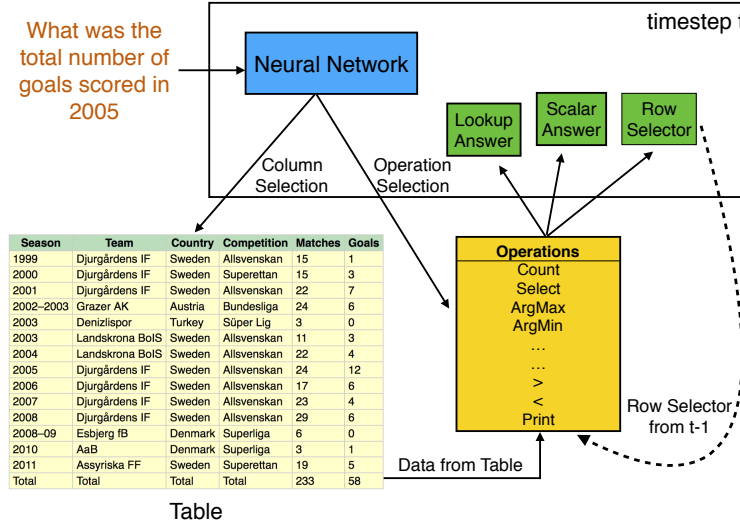 What was the
total number of
goals scored in
2005
timestep t
Neural Network
Lookup
Answer
Scalar
Answer
Row
Selector
Column
Selection
Operation
Selection
Season Team Country Competition Matches Goals
1999 Djurgårdens IF Sweden Allsvenskan 15 1
2000 Djurgårdens IF Sweden Superettan 15 3
2001 Djurgårdens IF Sweden Allsvenskan 22 7
2002–2003 Grazer AK Austria Bundesliga 24 6
2003 Denizlispor Turkey Süper Lig 3 0
2003 Landskrona BoIS Sweden Allsvenskan 11 3
2004 Landskrona BoIS Sweden Allsvenskan 22 4
2005 Djurgårdens IF Sweden Allsvenskan 24 12
2006 Djurgårdens IF Sweden Allsvenskan 17 6
2007 Djurgårdens IF Sweden Allsvenskan 23 4
2008 Djurgårdens IF Sweden Allsvenskan 29 6
2008–09 Esbjerg fB Denmark Superliga 6 0
2010 AaB Denmark Superliga 3 1
2011 Assyriska FF Sweden Superettan 19 5
Total Total Total Total 233 58
Table
Operations
Count
Select
ArgMax
ArgMin
...
...
>
<
Print
Row Selector
from t-1
Data from Table